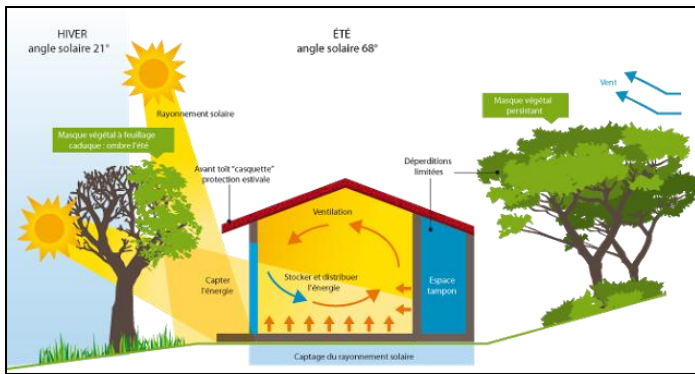 HIVER
angle solaire 21°
ÉTÉ
angle solaire 68°
Vent
Rayonnement solaire
Masque végétal
persistant
Masque végétal à feuillage
caduque : ombre l'été
Avant toît "casquette"
protection estivale
Déperditions
limitées
Ventilation
Capter
l'énergie
Stocker et distribuer
l'énergie
Espace
tampon
Captage du rayonnement solaire